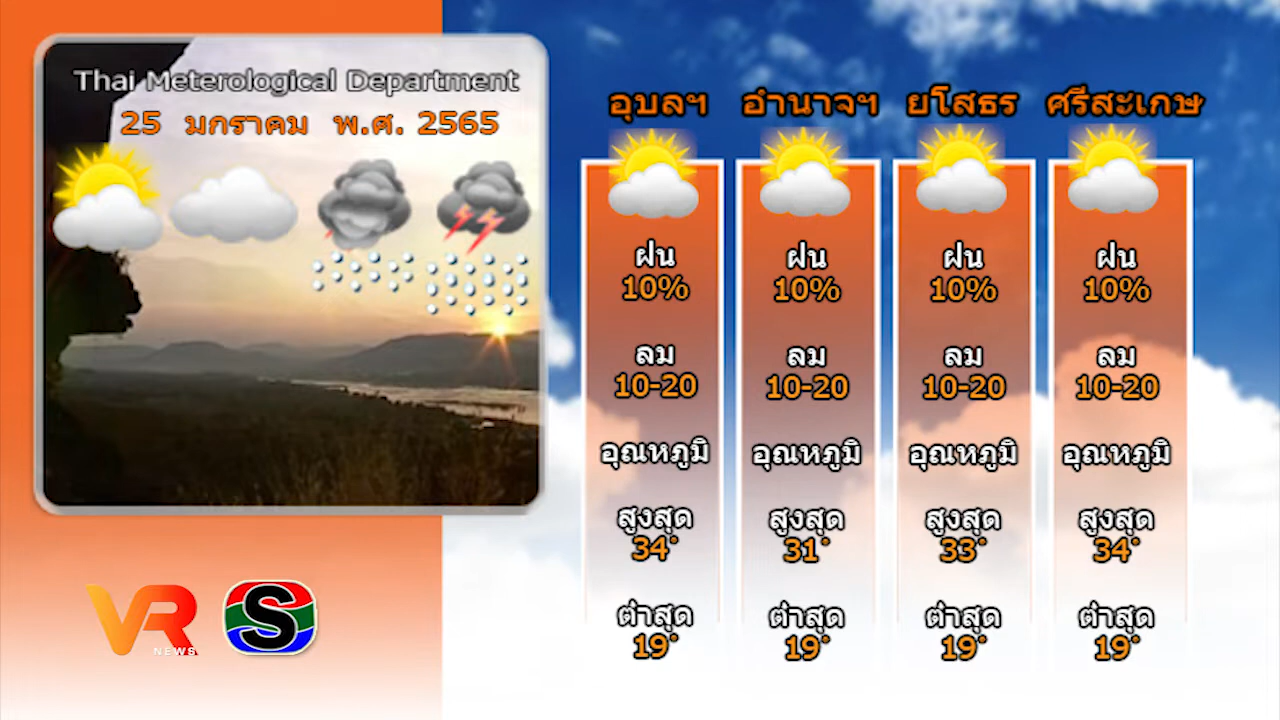 Thai Meterological Department
25 มกราคม พ.ศ. 2565
อุบลฯ อำนาจฯ ยโสธร ศรีสะเกษ
ฝน ฝน ฝน ฝน
10% 10% 10% 10%
ลม ลม ลม ลม
10-20 10-20 10-20 10-20
อุณหภูมิ อุณหภูมิ อุณหภูมิ อุณหภูมิ
สูงสุด สูงสุด สูงสุด สูงสุด
34° 31° 33° 34°
ต่ำสุด ต่ำสุด ต่ำสุด ต่ำสุด
19° 19° 19° 19°
VR S
NEWS